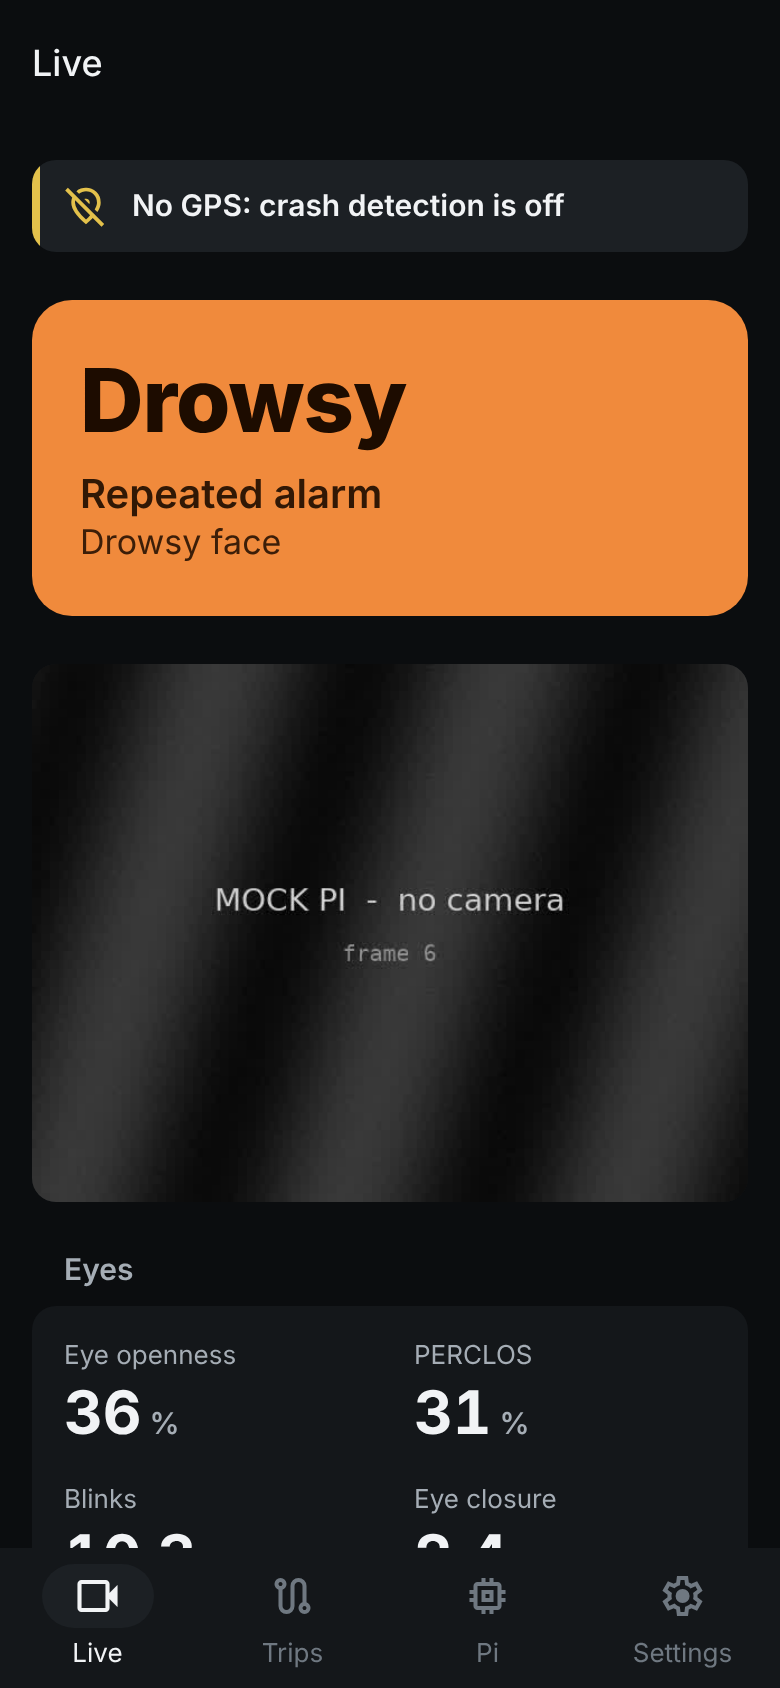 Live
No GPS: crash detection is off
Drowsy
Repeated alarm
Drowsy face
MOCK PI - no camera
frame 6
Eyes
Eye openness
PERCLOS
36 %
31 %
Blinks
Eye closure
Live
Trips
Pi
Settings